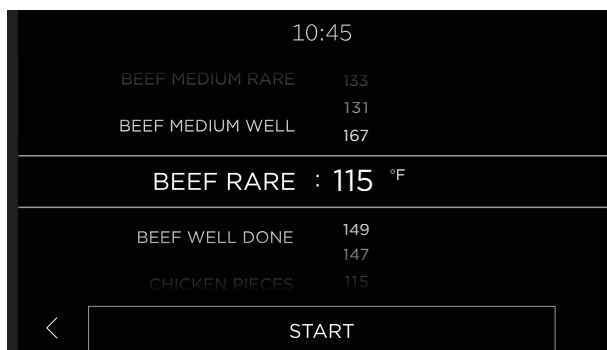 10:45
BEEF MEDIUM RARE 133
131
BEEF MEDIUM WELL 167
BEEF RARE : 115 °F
BEEF WELL DONE 149
147
CHICKEN PIECES 115
< START